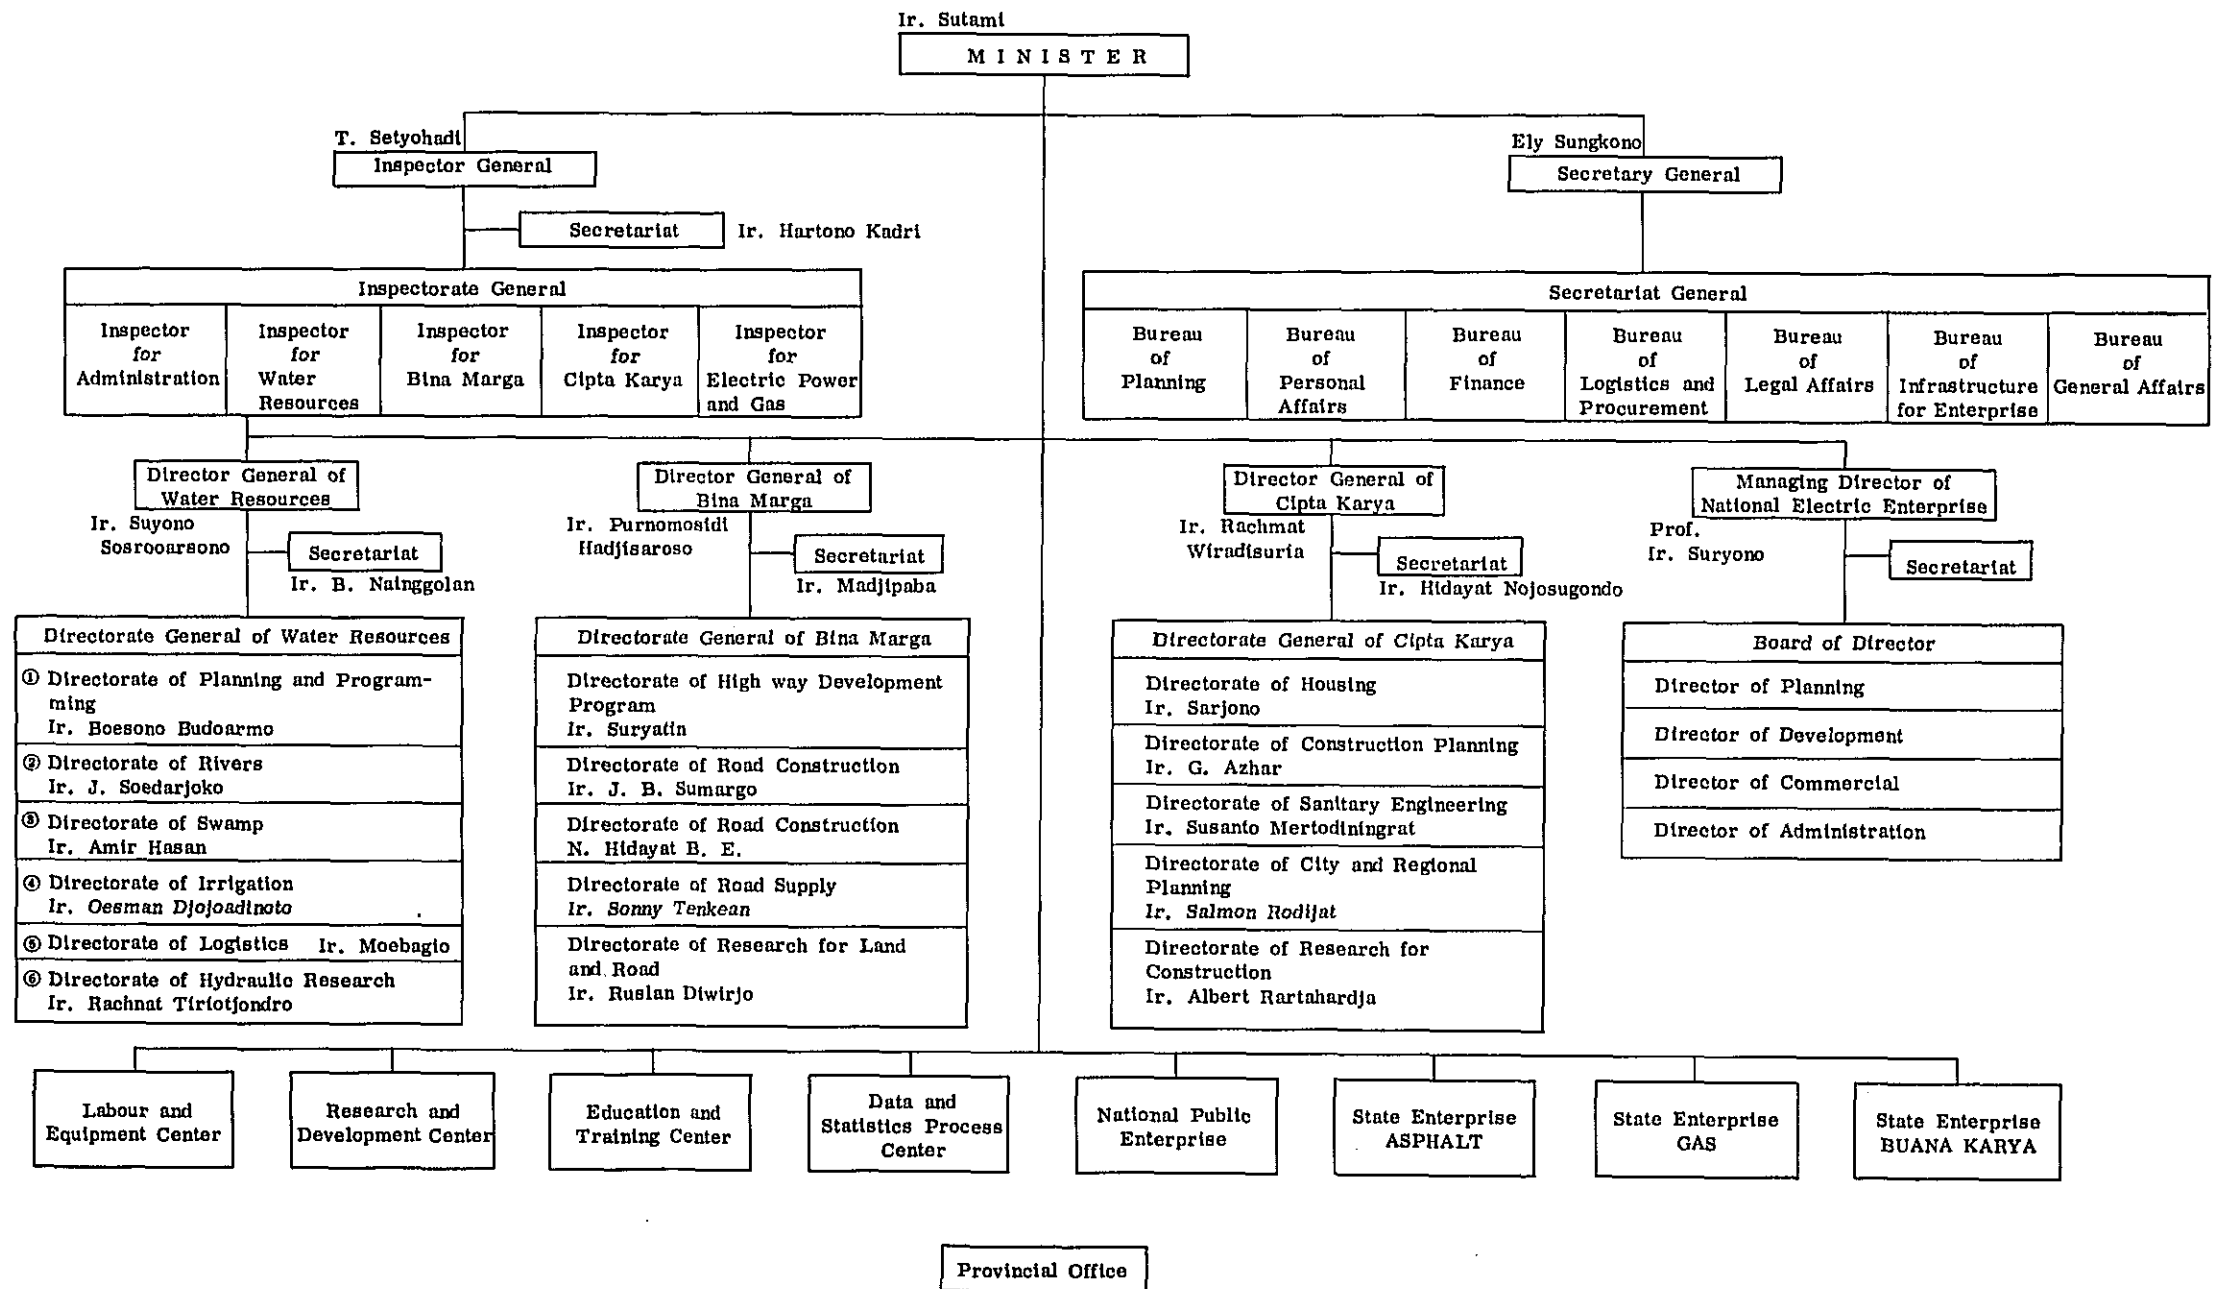 Ir. Sutami
MINISTER
T. Setyohadi
Inspector General
Ely Sungkono
Secretary General
Secretariat
Ir. Hartono Kadri
Inspectorate General
Inspector
for
Administration
Inspector
for
Water
Resources
Inspector
for
Bina Marga
Inspector
for
Cipta Karya
Inspector
for
Electric Power
and Gas
Secretariat General
Bureau
of
Planning
Bureau
of
Personal
Affairs
Bureau
of
Finance
Bureau
of
Logistics and
Procurement
Bureau
of
Legal Affairs
Bureau
of
Infrastructure
for Enterprise
Bureau
of
General Affairs
Director General of
Water Resources
Ir. Suyono
Sosrooarsono
Secretariat
Ir. B. Nainggolan
Director General of
Bina Marga
Ir. Purnomosidi
Hadjisaroso
Secretariat
Ir. Madjipaba
Director General of
Cipta Karya
Ir. Rachmat
Wiradisuria
Secretariat
Ir. Hidayat Nojosugondo
Managing Director of
National Electric Enterprise
Prof.
Ir. Suryono
Secretariat
Directorate General of Water Resources
① Directorate of Planning and Program-
ming
Ir. Boesono Budoarmo
② Directorate of Rivers
Ir. J. Soedarjoko
③ Directorate of Swamp
Ir. Amir Hasan
④ Directorate of Irrigation
Ir. Oesman Djojoadinoto
⑤ Directorate of Logistics Ir. Moebagio
⑥ Directorate of Hydraulic Research
Ir. Rachnat Tiriotjondro
Directorate General of Bina Marga
Directorate of High way Development
Program
Ir. Suryatin
Directorate of Road Construction
Ir. J. B. Sumargo
Directorate of Road Construction
N. Hidayat B. E.
Directorate of Road Supply
Ir. Sonny Tenkean
Directorate of Research for Land
and Road
Ir. Ruslan Diwirjo
Directorate General of Cipta Karya
Directorate of Housing
Ir. Sarjono
Directorate of Construction Planning
Ir. G. Azhar
Directorate of Sanitary Engineering
Ir. Susanto Mertodiningrat
Directorate of City and Regional
Planning
Ir. Salmon Rodijat
Directorate of Research for
Construction
Ir. Albert Rartahardja
Board of Director
Director of Planning
Director of Development
Director of Commercial
Director of Administration
Labour and
Equipment Center
Research and
Development Center
Education and
Training Center
Data and
Statistics Process
Center
National Public
Enterprise
State Enterprise
ASPHALT
State Enterprise
GAS
State Enterprise
BUANA KARYA
Provincial Office